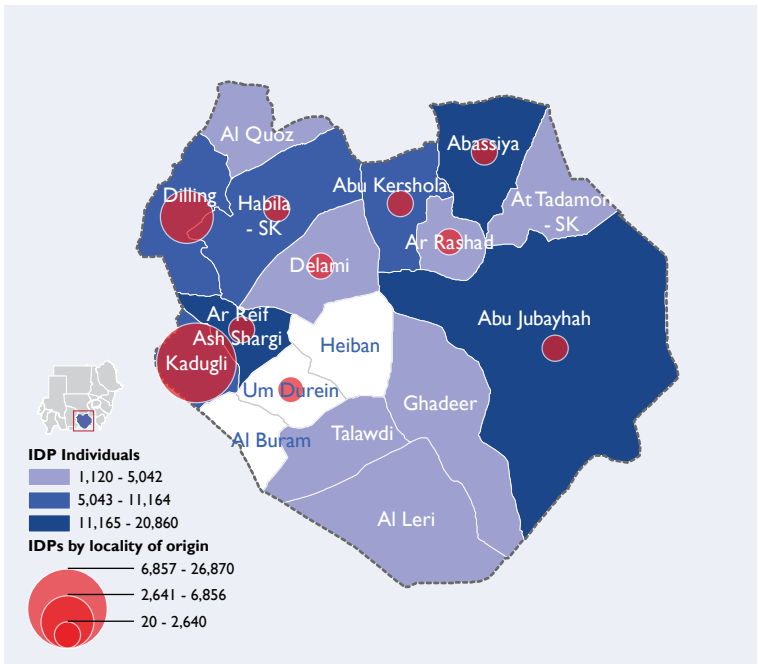 Al Quoz
Abassiya
Dilling
Habila
- SK
Abu Kershola
At Tadamon
- SK
Ar Rashad
Delami
Ar Reif
Ash Shargi
Abu Jubayhah
Heiban
Kadugli
Um Durein
Ghadeer
Talawdi
Al Buram
Al Leri
IDP Individuals
1,120 - 5,042
5,043 - 11,164
11,165 - 20,860
IDPs by locality of origin
6,857 - 26,870
2,641 - 6,856
20 - 2,640